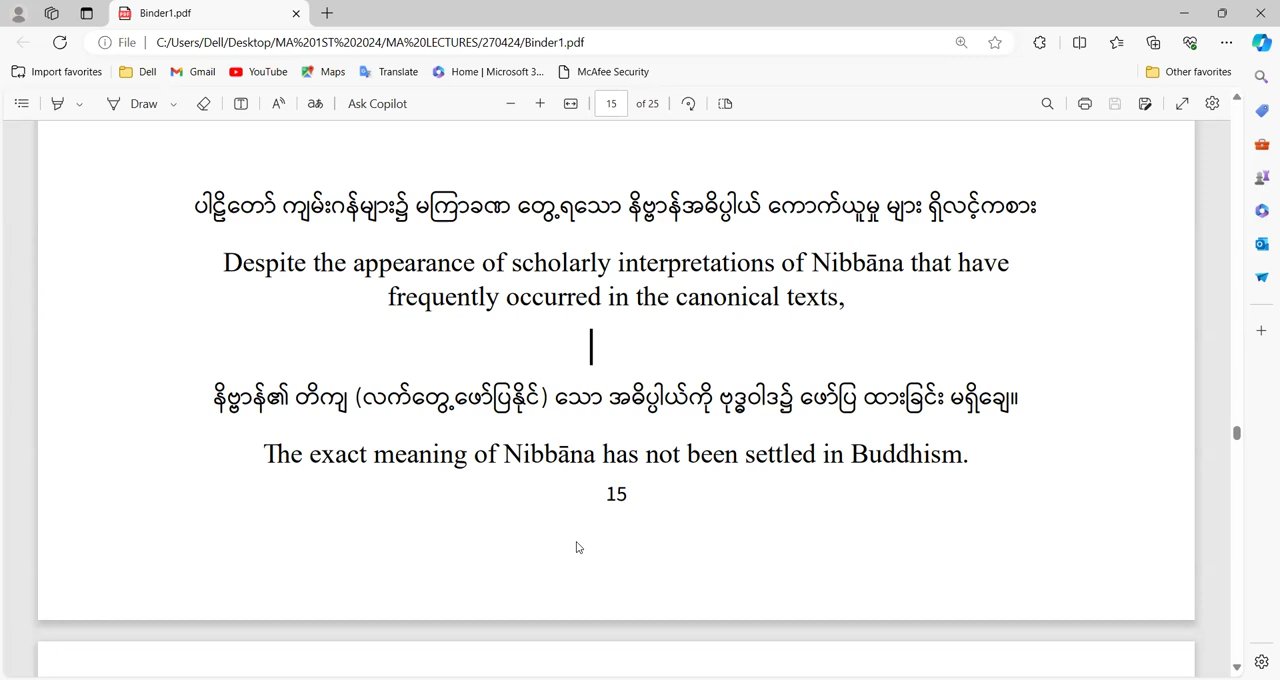 Binder1.pdf
File
C:/Users/Dell/Desktop/MA%201ST%202024/MA%20LECTURES/270424/Binder1.pdf
Import favorites Dell Gmail YouTube Maps Translate Home | Microsoft 3... McAfee Security Other favorites
Draw Ask Copilot 15 of 25
ပါဠိတော် ကျမ်းဂန်များ၌ မကြာခဏ တွေ့ရသော နိဗ္ဗာန်အဓိပ္ပါယ် ကောက်ယူမှု များ ရှိလင့်ကစား
Despite the appearance of scholarly interpretations of Nibbāna that have
frequently occurred in the canonical texts,
နိဗ္ဗာန်၏ တိကျ (လက်တွေ့ဖော်ပြနိုင်) သော အဓိပ္ပါယ်ကို ဗုဒ္ဓဝါဒ၌ ဖော်ပြ ထားခြင်း မရှိချေ။
The exact meaning of Nibbāna has not been settled in Buddhism.
15